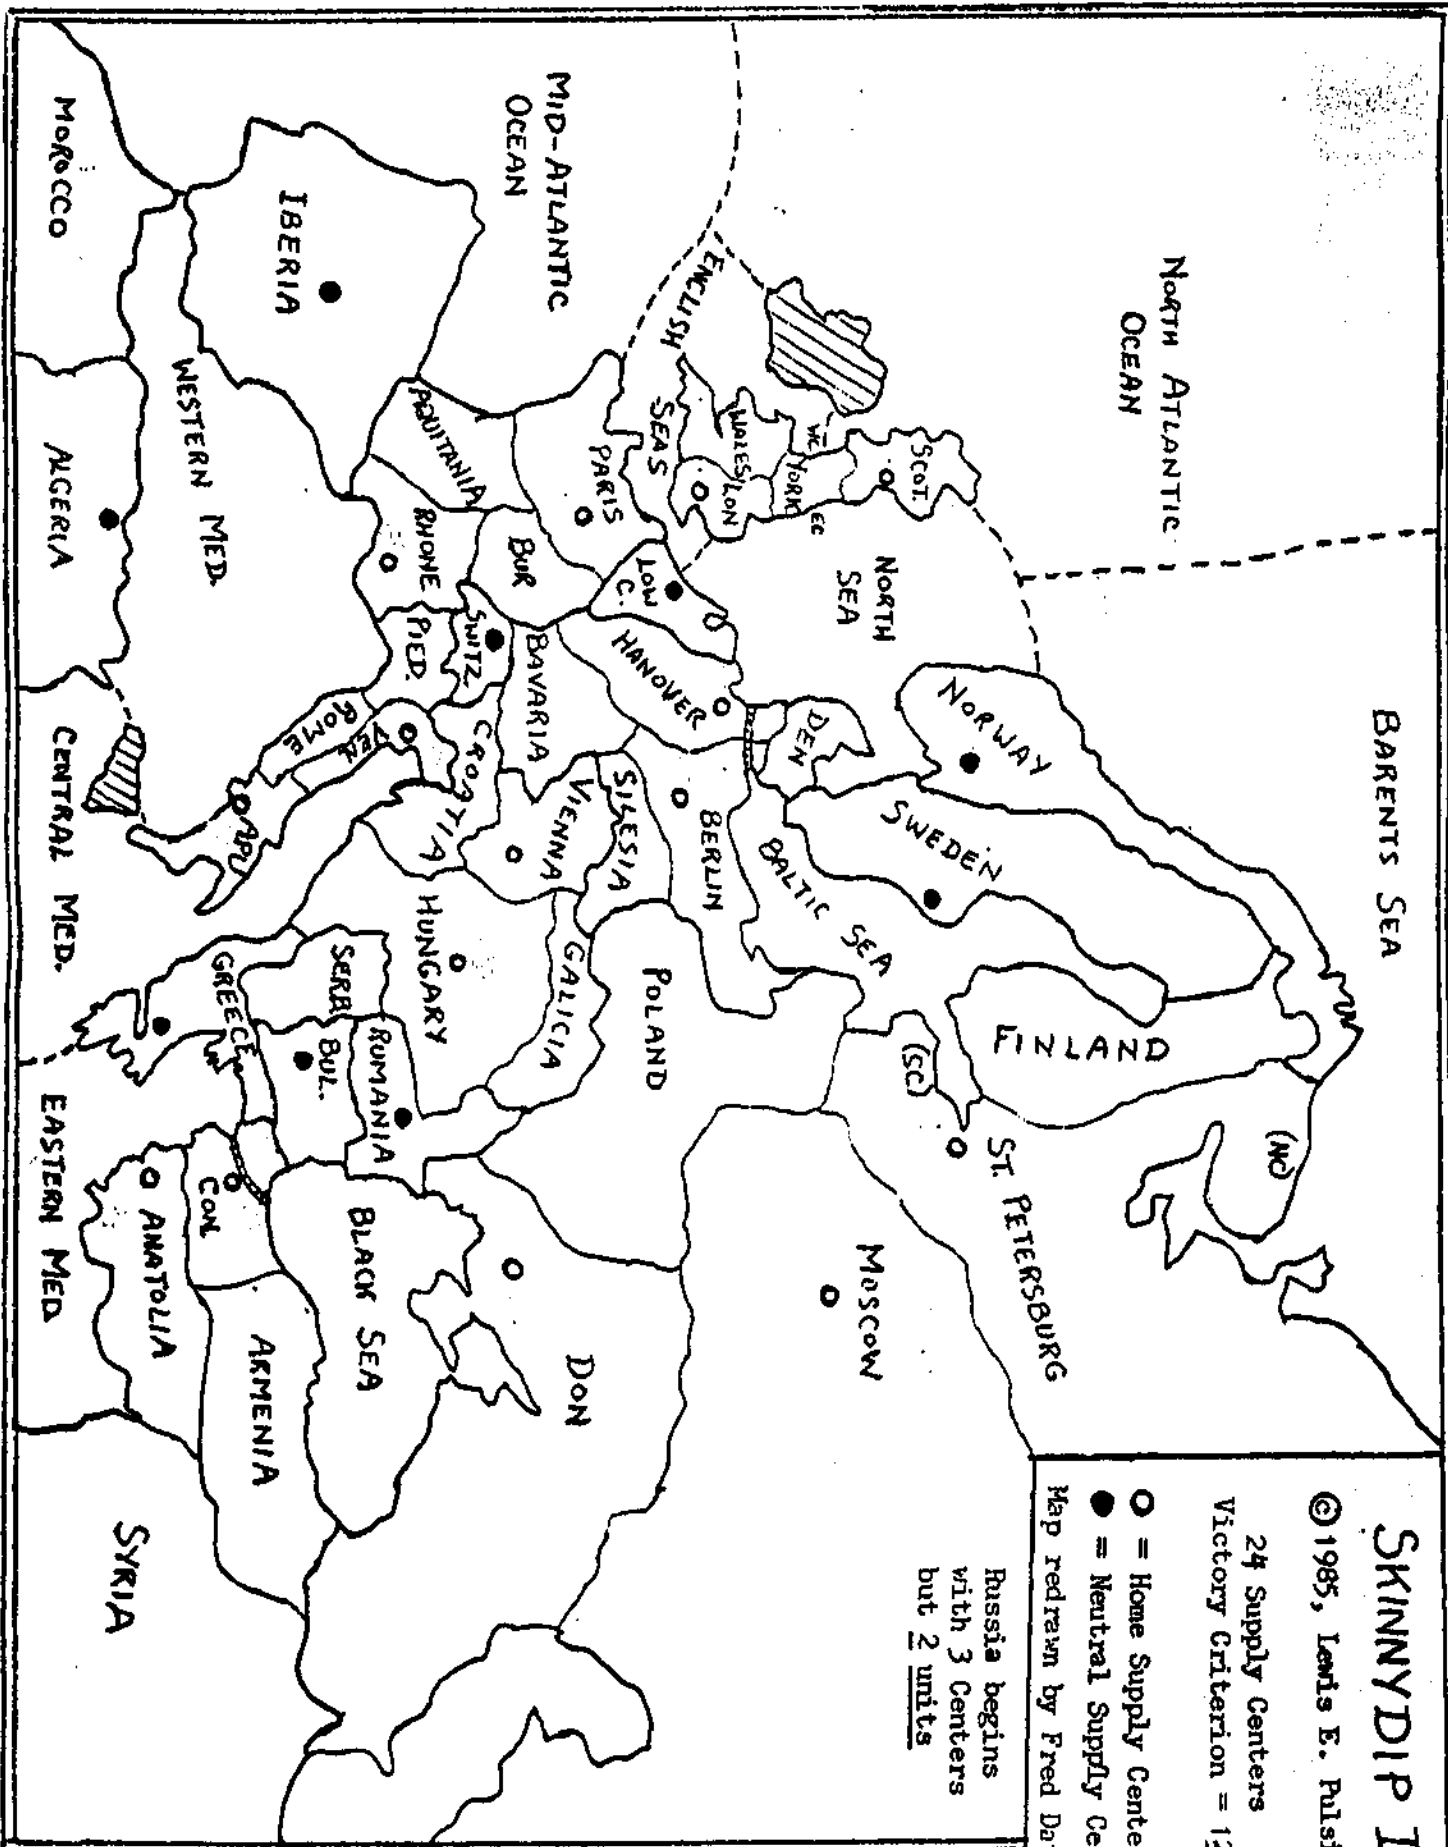 SKINNYDIP
©1985, Lewis E.
24 Supply Centers
Victory Criterion =
O = Home Supply
● = Neutral Supply
Map redrawn by Fred
Russia begins
with 3 Centers
but 2 units
BARENTS SEA
NORTH ATLANTIC
OCEAN
NORWAY
(NC)
SWEDEN
FINLAND
ST. PETERSBURG
SCOT.
NORTH
SEA
BALTIC SEA
(SC)
MOSCOW
WC
YORK
EC
WALES
LON
DEN
ENGLISH
SEAS
LOW
C.
HANOVER
BERLIN
POLAND
MID-ATLANTIC
OCEAN
PARIS
SILESIA
DON
BUR
BAVARIA
VIENNA
GALICIA
AQUITANIA
SWITZ.
RHONE
PIED.
CROATIA
HUNGARY
IBERIA
VEN
ROME
SERB
ROMANIA
BLACK SEA
BUL.
APU
GREECE
CON
ARMENIA
WESTERN MED.
ANATOLIA
SYRIA
MOROCCO
ALGERIA
CENTRAL MED.
EASTERN MED